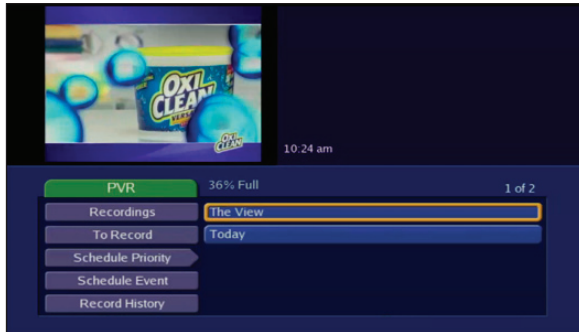 OXI
CLEAN
VERSA
OXI
CLEAN
10:24 am
PVR
36% Full
1 of 2
Recordings
The View
To Record
Today
Schedule Priority
Schedule Event
Record History